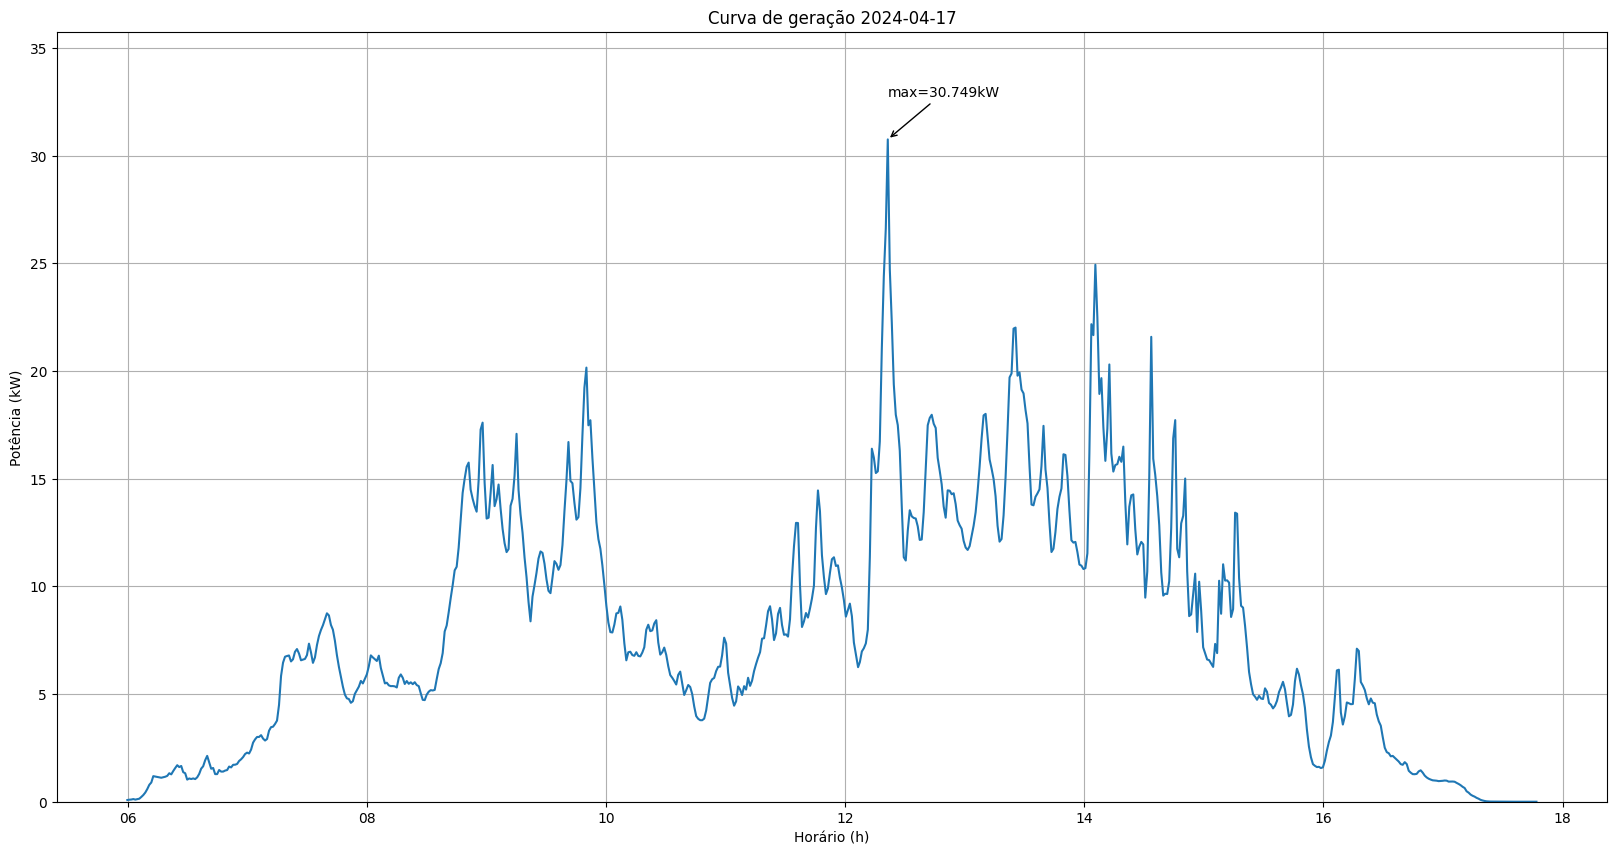 Curva de geração 2024-04-17
35
max=30.749kW
30
25
20
Potência (kW)
15
10
5
0
06 08 10 12 14 16 18
Horário (h)